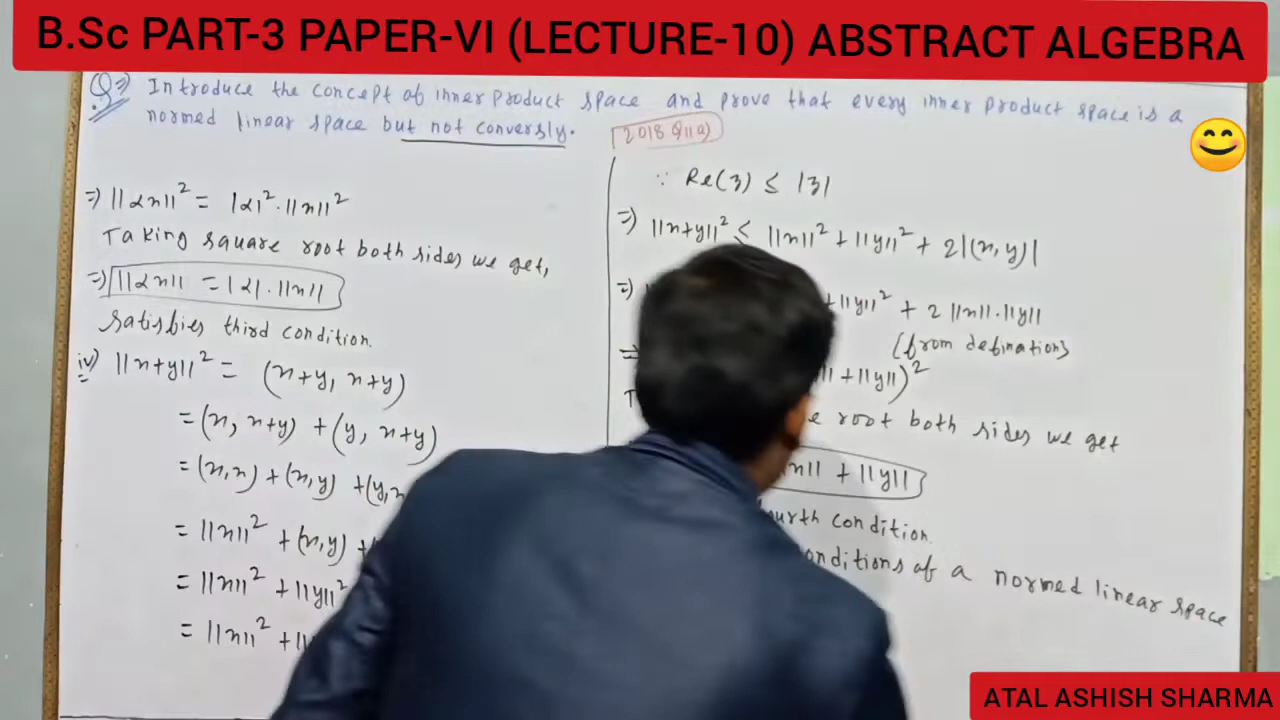 B.Sc PART-3 PAPER-VI (LECTURE-10) ABSTRACT ALGEBRA
Q ⇒ Introduce the concept of inner product space and prove that every inner product space is a
normed linear space but not conversly.
2018 Q11a)
⇒ ||αx||² = |α|²·||x||²
Taking square root both sides we get,
⇒ ||αx|| = |α|·||x||
satisfies third condition.
iv) ||x+y||² = (x+y, x+y)
= (x, x+y) + (y, x+y)
= (x,x) + (x,y) + (y,x
= ||x||² + (x,y) +
= ||x||² + ||y||²
= ||x||² + ||
∵ Re(z) ≤ |z|
⇒ ||x+y||² ≤ ||x||² + ||y||² + 2|(x,y)|
⇒ + ||y||² + 2 ||x||·||y||
(from defination)
⇒ || + ||y||)²
root both sides we get
x|| + ||y||
condition.
of a normed linear space
ATAL ASHISH SHARMA